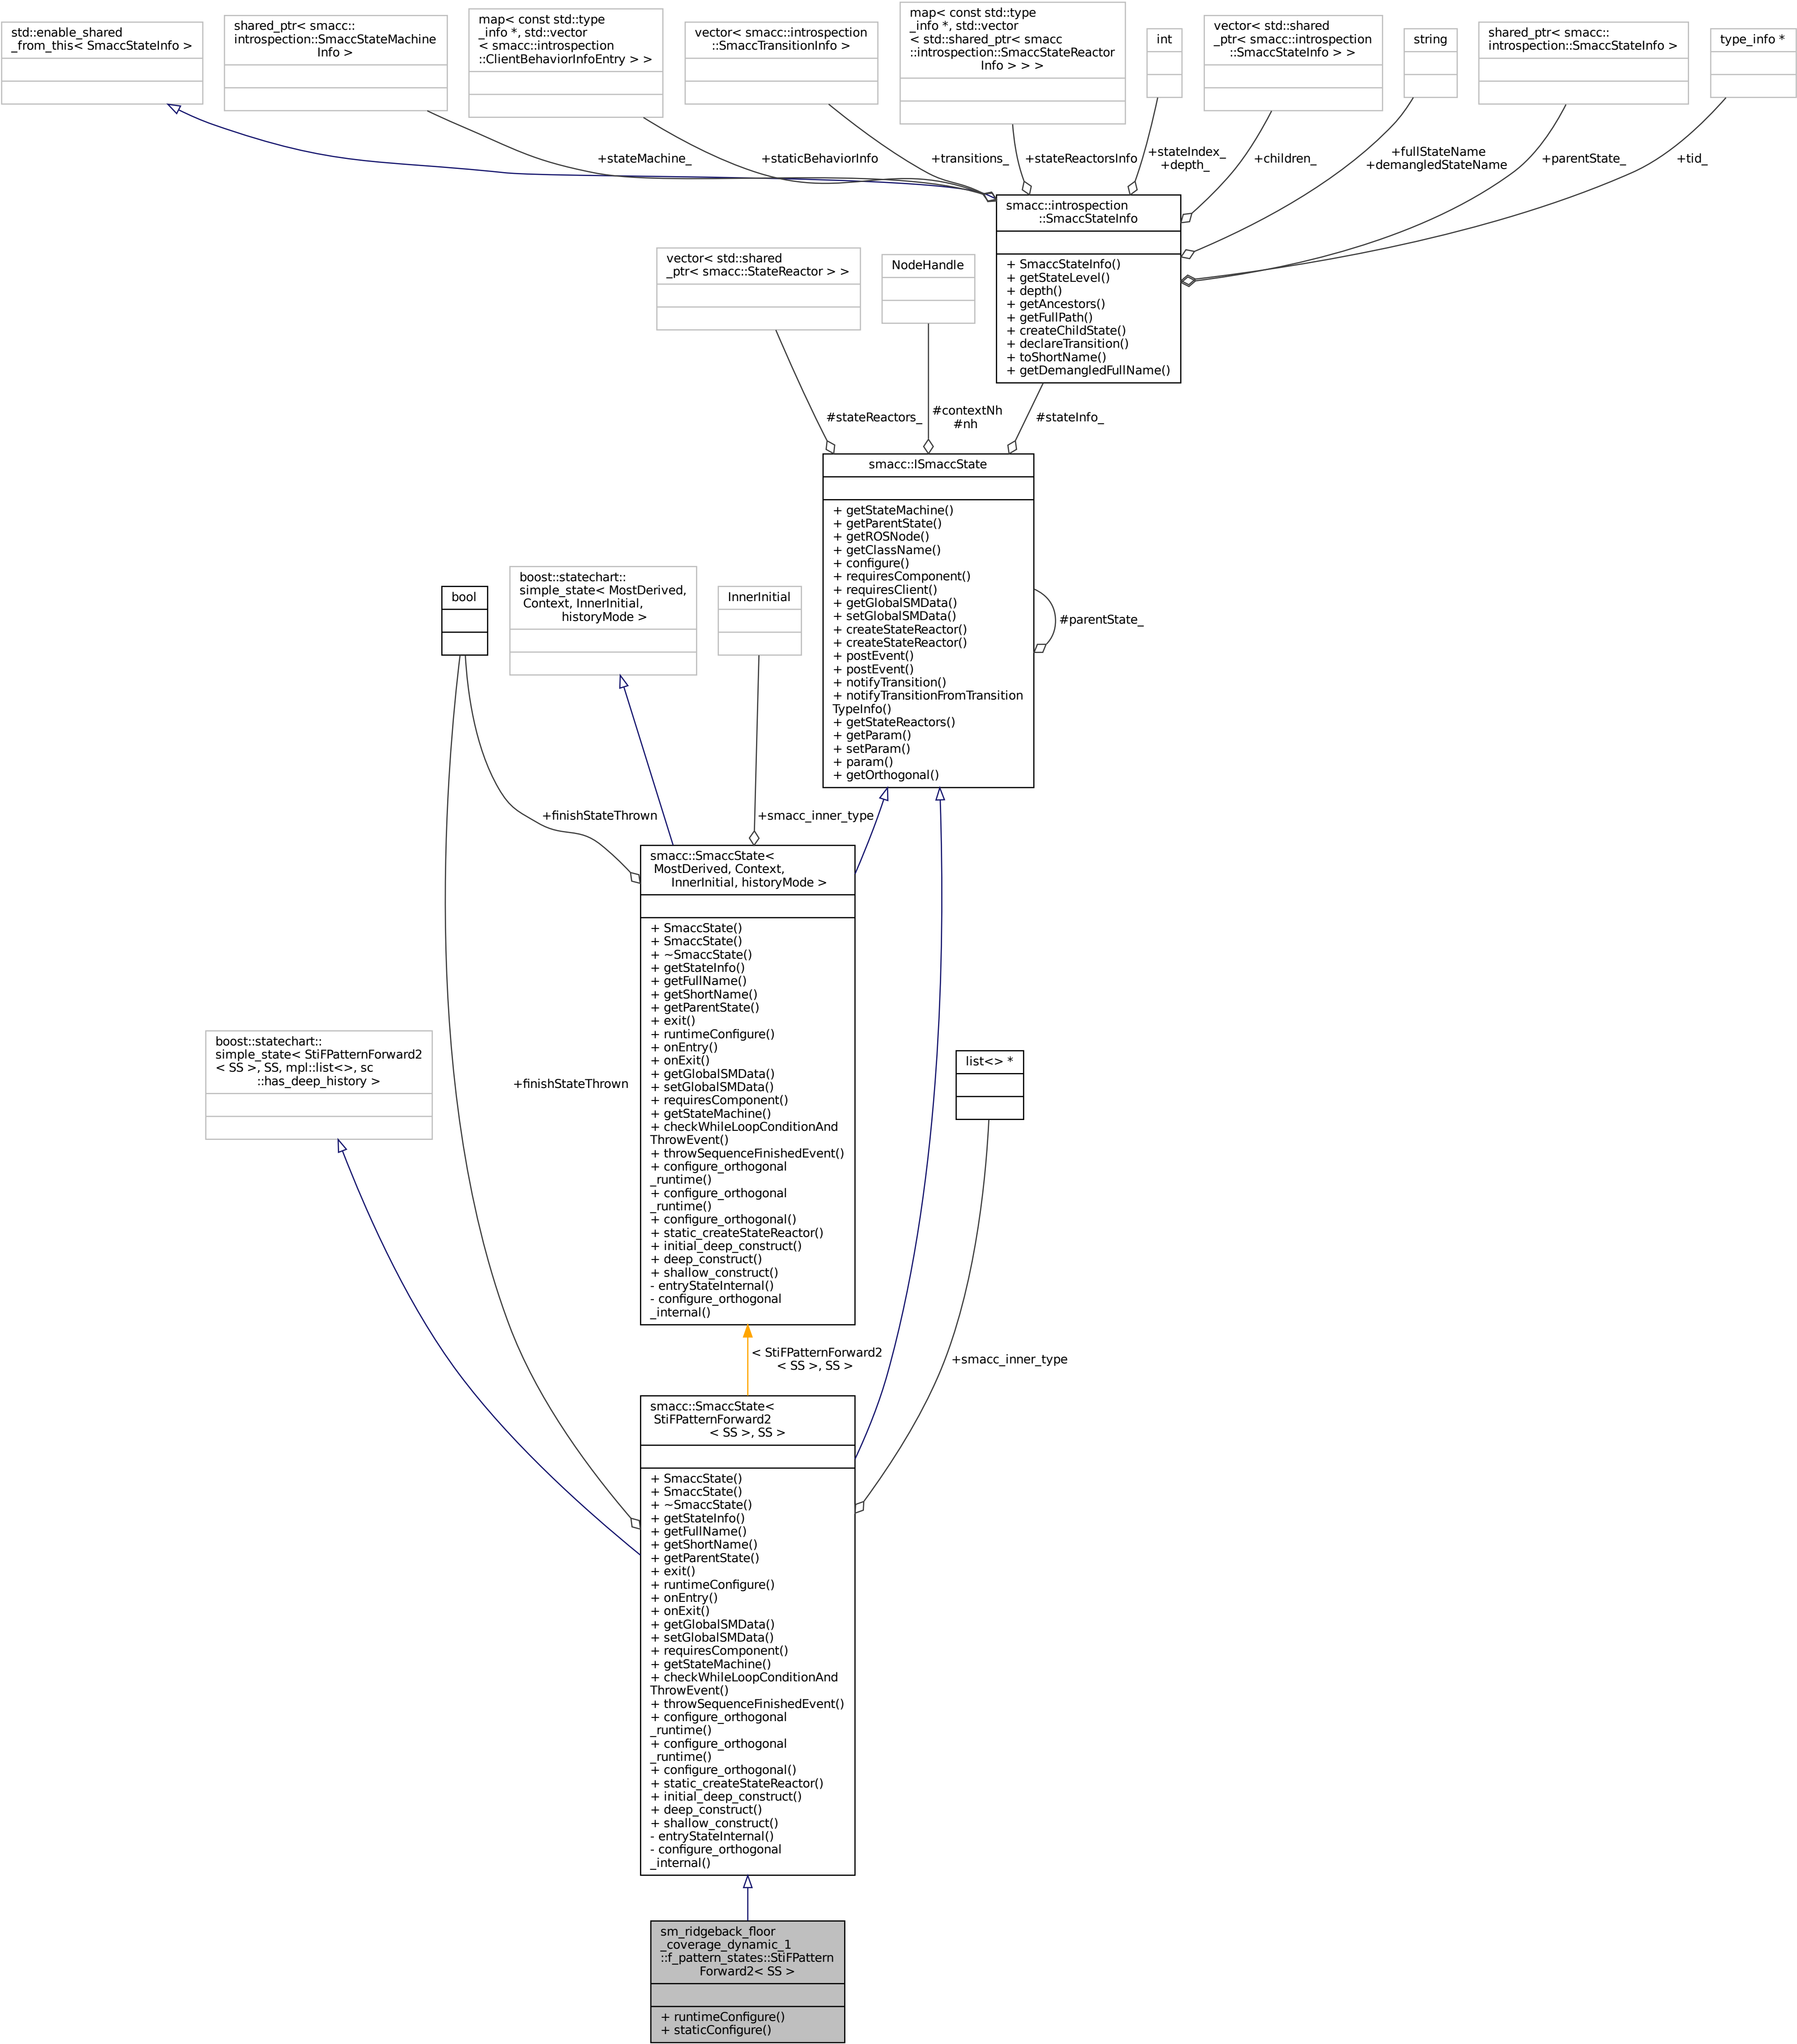 std::enable_shared
_from_this< SmaccStateInfo >
shared_ptr< smacc::
introspection::SmaccStateMachine
Info >
map< const std::type
_info *, std::vector
< smacc::introspection
::ClientBehaviorInfoEntry > >
vector< smacc::introspection
::SmaccTransitionInfo >
map< const std::type
_info *, std::vector
< std::shared_ptr< smacc
::introspection::SmaccStateReactor
Info > > >
int
vector< std::shared
_ptr< smacc::introspection
::SmaccStateInfo > >
string
shared_ptr< smacc::
introspection::SmaccStateInfo >
type_info *
+stateMachine_
+staticBehaviorInfo
+transitions_
+stateReactorsInfo
+stateIndex_
+depth_
+children_
+fullStateName
+demangledStateName
+parentState_
+tid_
smacc::introspection
::SmaccStateInfo
+ SmaccStateInfo()
+ getStateLevel()
+ depth()
+ getAncestors()
+ getFullPath()
+ createChildState()
+ declareTransition()
+ toShortName()
+ getDemangledFullName()
vector< std::shared
_ptr< smacc::StateReactor > >
NodeHandle
#stateReactors_
#contextNh
#nh
#stateInfo_
smacc::ISmaccState
+ getStateMachine()
+ getParentState()
+ getROSNode()
+ getClassName()
+ configure()
+ requiresComponent()
+ requiresClient()
+ getGlobalSMData()
+ setGlobalSMData()
+ createStateReactor()
+ createStateReactor()
+ postEvent()
+ postEvent()
+ notifyTransition()
+ notifyTransitionFromTransition
TypeInfo()
+ getStateReactors()
+ getParam()
+ setParam()
+ param()
+ getOrthogonal()
#parentState_
bool
boost::statechart::
simple_state< MostDerived,
Context, InnerInitial,
historyMode >
InnerInitial
+finishStateThrown
+smacc_inner_type
smacc::SmaccState<
MostDerived, Context,
InnerInitial, historyMode >
+ SmaccState()
+ SmaccState()
+ ~SmaccState()
+ getStateInfo()
+ getFullName()
+ getShortName()
+ getParentState()
+ exit()
+ runtimeConfigure()
+ onEntry()
+ onExit()
+ getGlobalSMData()
+ setGlobalSMData()
+ requiresComponent()
+ getStateMachine()
+ checkWhileLoopConditionAnd
ThrowEvent()
+ throwSequenceFinishedEvent()
+ configure_orthogonal
_runtime()
+ configure_orthogonal
_runtime()
+ configure_orthogonal()
+ static_createStateReactor()
+ initial_deep_construct()
+ deep_construct()
+ shallow_construct()
- entryStateInternal()
- configure_orthogonal
_internal()
boost::statechart::
simple_state< StiFPatternForward2
< SS >, SS, mpl::list<>, sc
::has_deep_history >
+finishStateThrown
list<> *
< StiFPatternForward2
< SS >, SS >
+smacc_inner_type
smacc::SmaccState<
StiFPatternForward2
< SS >, SS >
+ SmaccState()
+ SmaccState()
+ ~SmaccState()
+ getStateInfo()
+ getFullName()
+ getShortName()
+ getParentState()
+ exit()
+ runtimeConfigure()
+ onEntry()
+ onExit()
+ getGlobalSMData()
+ setGlobalSMData()
+ requiresComponent()
+ getStateMachine()
+ checkWhileLoopConditionAnd
ThrowEvent()
+ throwSequenceFinishedEvent()
+ configure_orthogonal
_runtime()
+ configure_orthogonal
_runtime()
+ configure_orthogonal()
+ static_createStateReactor()
+ initial_deep_construct()
+ deep_construct()
+ shallow_construct()
- entryStateInternal()
- configure_orthogonal
_internal()
sm_ridgeback_floor
_coverage_dynamic_1
::f_pattern_states::StiFPattern
Forward2< SS >
+ runtimeConfigure()
+ staticConfigure()